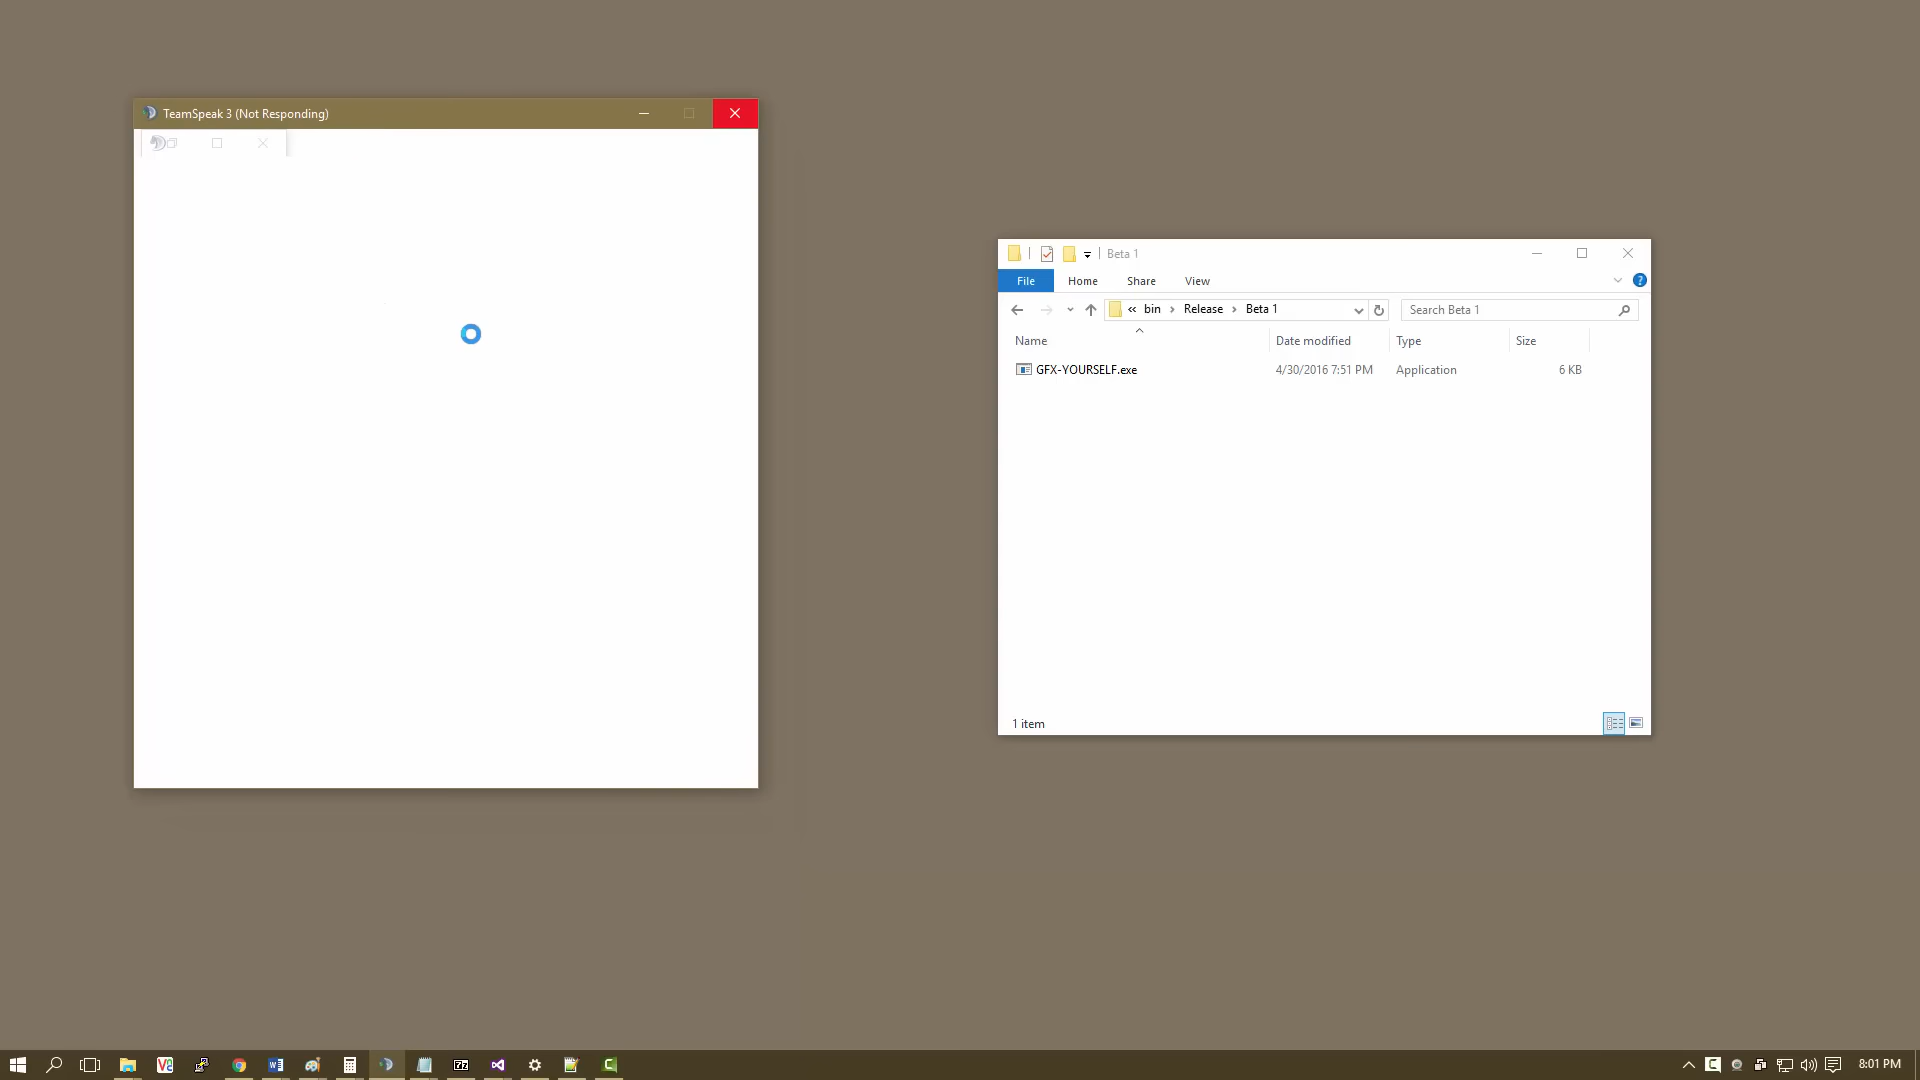 TeamSpeak 3 (Not Responding)
Beta 1
File Home Share View
« bin > Release > Beta 1
Search Beta 1
Name Date modified Type Size
GFX-YOURSELF.exe 4/30/2016 7:51 PM Application 6 KB
1 item
8:01 PM